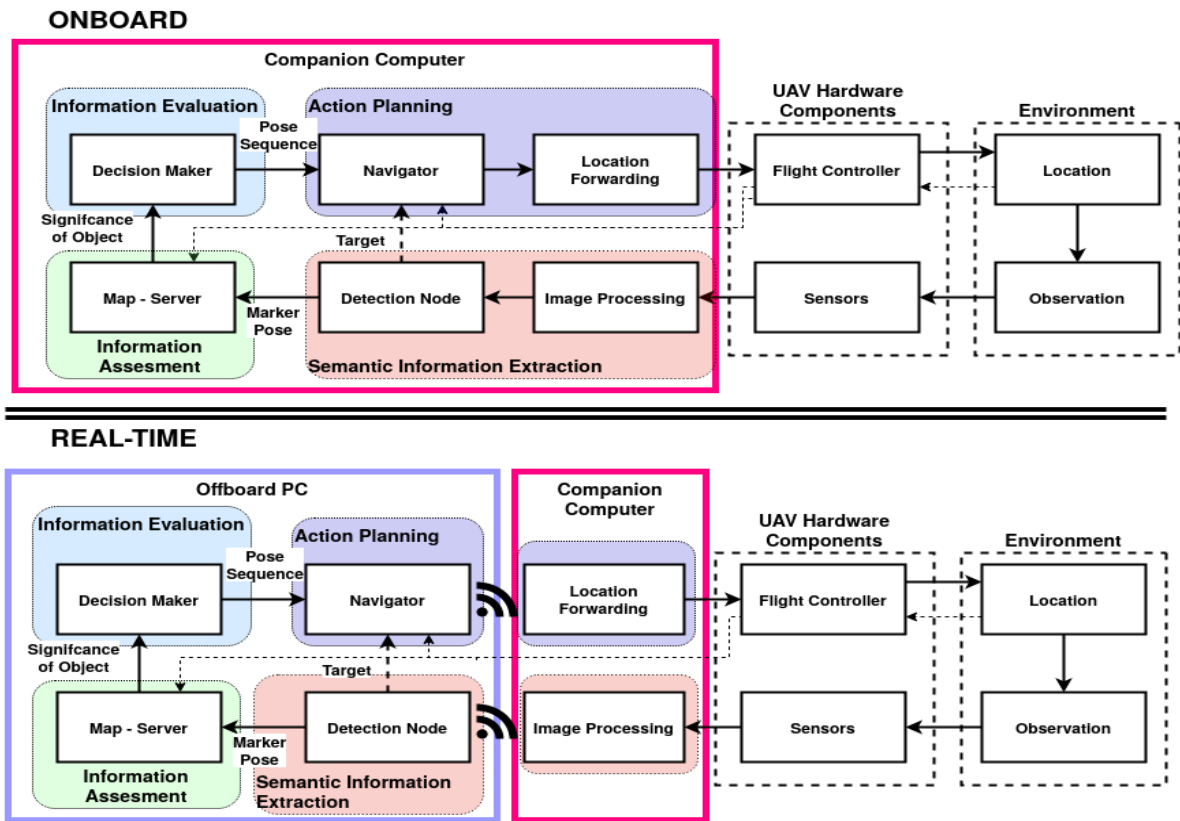 ONBOARD
Companion Computer
Information Evaluation
Action Planning
UAV Hardware
Components
Environment
Pose
Sequence
Decision Maker
Navigator
Location
Forwarding
Flight Controller
Location
Signifcance
of Object
Target
Map - Server
Marker
Pose
Detection Node
Image Processing
Sensors
Observation
Information
Assesment
Semantic Information Extraction
REAL-TIME
Offboard PC
Companion
Computer
Information Evaluation
Action Planning
UAV Hardware
Components
Environment
Pose
Sequence
Decision Maker
Navigator
Location
Forwarding
Flight Controller
Location
Signifcance
of Object
Target
Map - Server
Marker
Pose
Detection Node
Image Processing
Sensors
Observation
Information
Assesment
Semantic Information
Extraction